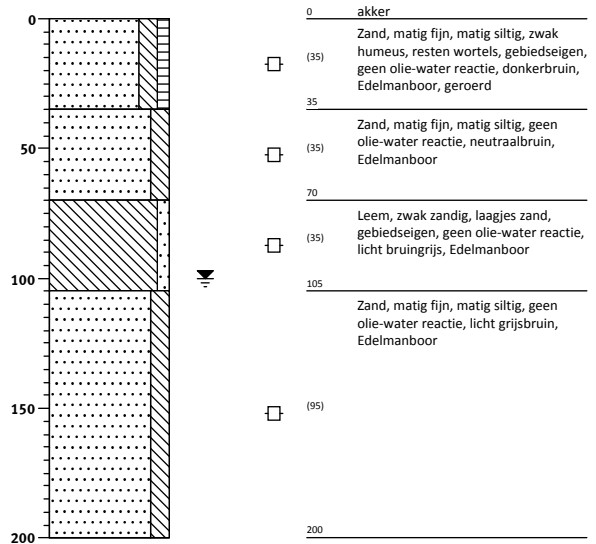 0
50
100
150
200
0 akker
Zand, matig fijn, matig siltig, zwak
humeus, resten wortels, gebiedseigen,
(35)
geen olie-water reactie, donkerbruin,
Edelmanboor, geroerd
35
Zand, matig fijn, matig siltig, geen
olie-water reactie, neutraalbruin,
(35)
Edelmanboor
70
Leem, zwak zandig, laagjes zand,
gebiedseigen, geen olie-water reactie,
(35)
licht bruingrijs, Edelmanboor
105
Zand, matig fijn, matig siltig, geen
olie-water reactie, licht grijsbruin,
Edelmanboor
(95)
200